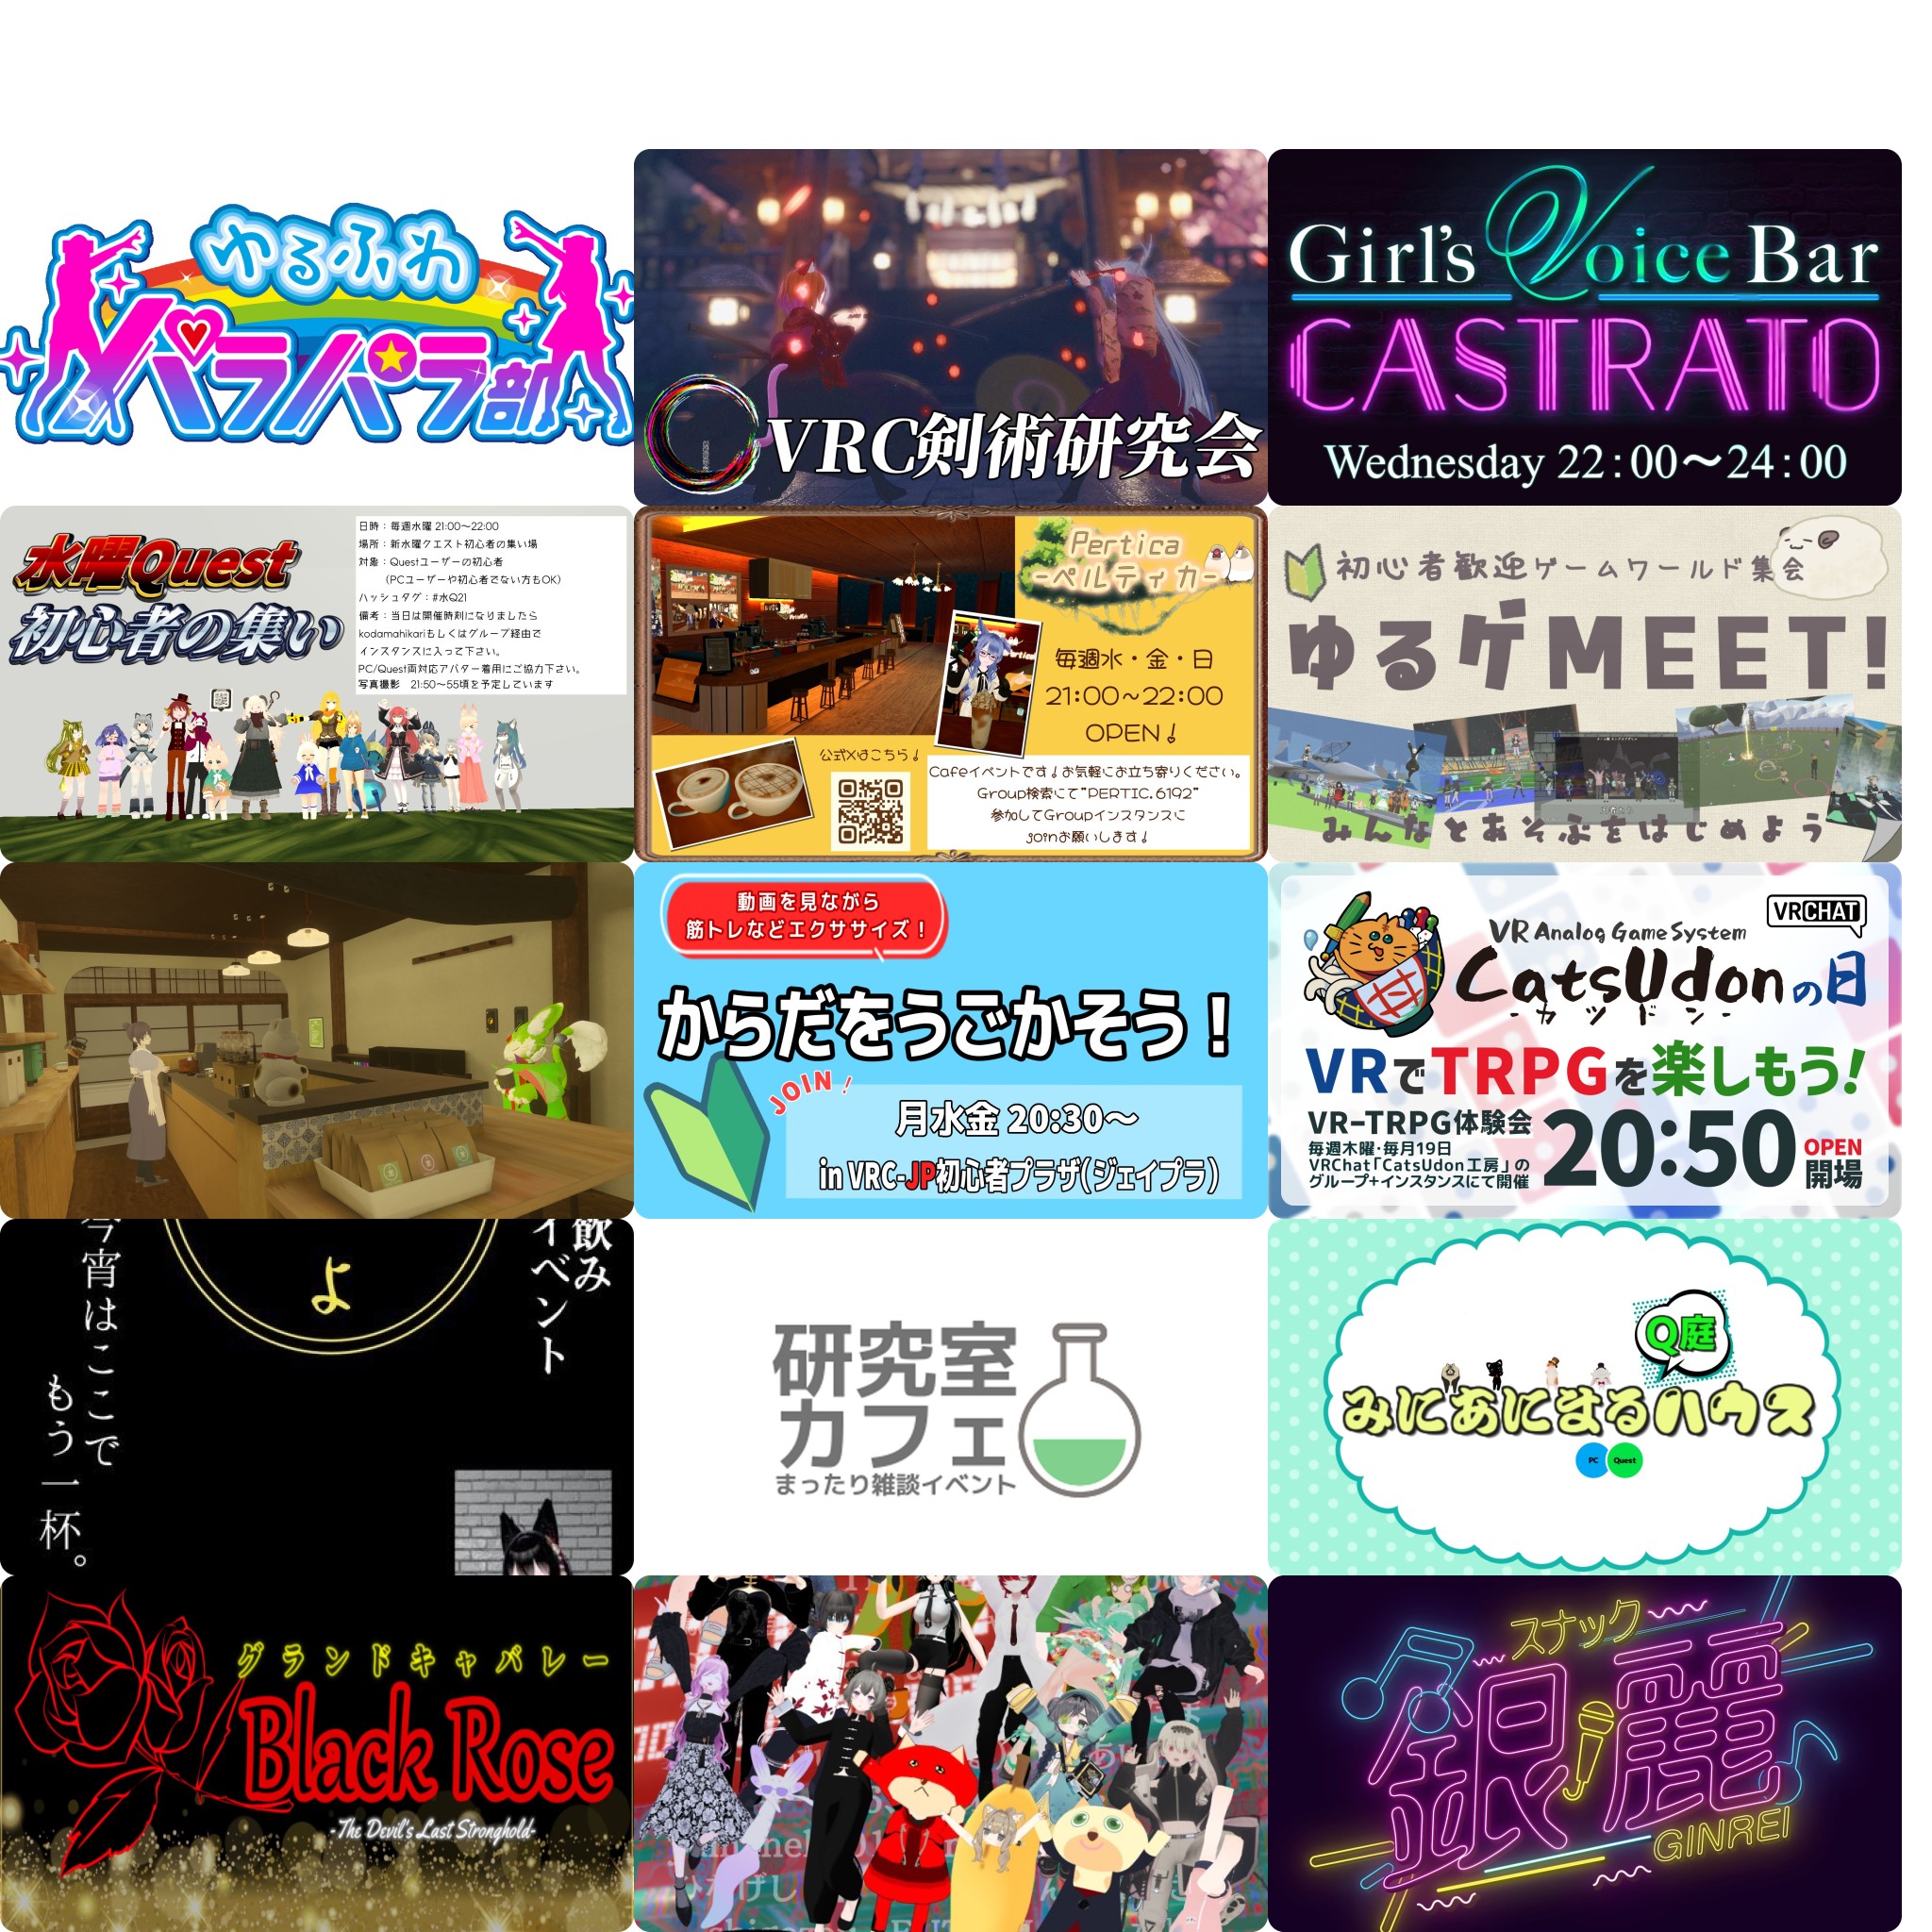 ゆるふわ
パラパラ部
VRC剣術研究会
Girl's Voice Bar
CASTRATO
Wednesday 22:00〜24:00
水曜Quest
初心者の集い
日時：毎週水曜 21:00〜22:00
場所：新水曜クエスト初心者の集い場
対象：Questユーザーの初心者
(PCユーザーや初心者でない方もOK)
ハッシュタグ：#水Q21
備考：当日は開催時刻になりましたら
kodamahikariもしくはグループ経由で
インスタンスに入って下さい。
PC/Quest両対応アバター着用にご協力下さい。
写真撮影　21:50〜55頃を予定しています
Pertica
-ペルティカ-
毎週水・金・日
21:00~22:00
OPEN！
公式Xはこちら！
Cafeイベントです！お気軽にお立ち寄りください。
Group検索にて"PERTIC.6192"
参加してGroupインスタンスに
joinお願いします！
初心者歓迎ゲームワールド集会
ゆるゲMEET!
みんなとあそぶをはじめよう
動画を見ながら
筋トレなどエクササイズ！
からだをうごかそう！
JOIN！
月水金 20:30〜
in VRC-JP初心者プラザ(ジェイプラ)
VRCHAT
VR Analog Game System
CatsUdonの日
-カツドン-
VRでTRPGを楽しもう!
VR-TRPG体験会
毎週木曜・毎月19日
VRChat「CatsUdon工房」の
グループ+インスタンスにて開催
20:50
OPEN
開場
飲み
イベント
よ
今宵はここで
もう一杯。
研究室
カフェ
まったり雑談イベント
Q庭
みにあにまるハウス
PC
Quest
グランドキャバレー
Black Rose
-The Devil's Last Stronghold-
スナック
銀麗
GINREI